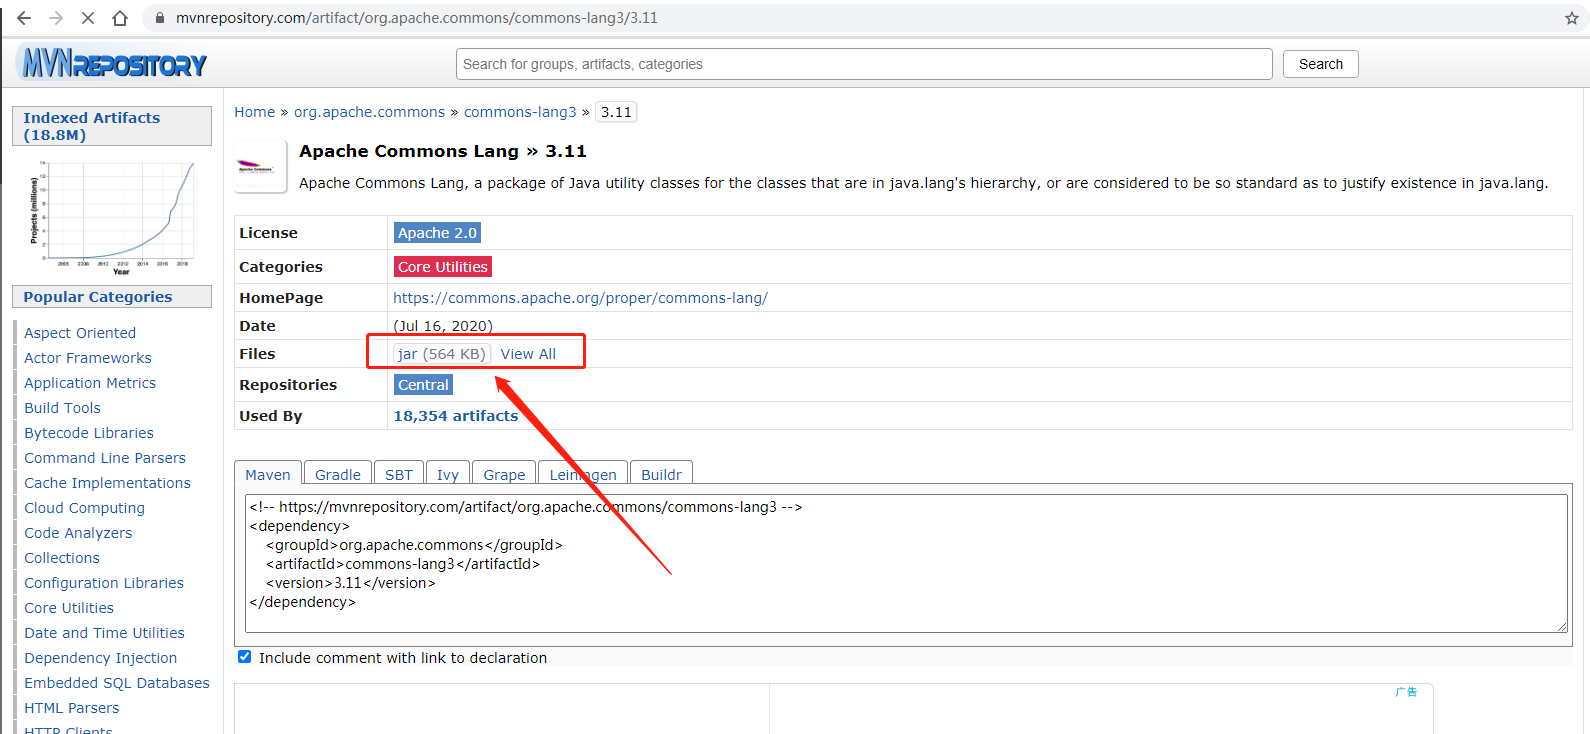 mvnrepository.com/artifact/org.apache.commons/commons-lang3/3.11
MVNREPOSITORY
Search for groups, artifacts, categories
Search
Indexed Artifacts
(18.8M)
Projects (millions)
14
12
10
8
6
4
2
0
Year
Popular Categories
Aspect Oriented
Actor Frameworks
Application Metrics
Build Tools
Bytecode Libraries
Command Line Parsers
Cache Implementations
Cloud Computing
Code Analyzers
Collections
Configuration Libraries
Core Utilities
Date and Time Utilities
Dependency Injection
Embedded SQL Databases
HTML Parsers
HTTP Clients
Home » org.apache.commons » commons-lang3 » 3.11
Apache Commons Lang » 3.11
Apache Commons Lang, a package of Java utility classes for the classes that are in java.lang's hierarchy, or are considered to be so standard as to justify existence in java.lang.
License Apache 2.0
Categories Core Utilities
HomePage https://commons.apache.org/proper/commons-lang/
Date (Jul 16, 2020)
Files jar (564 KB) View All
Repositories Central
Used By 18,354 artifacts
Maven Gradle SBT Ivy Grape Leiningen Buildr
<!-- https://mvnrepository.com/artifact/org.apache.commons/commons-lang3 -->
<dependency>
    <groupId>org.apache.commons</groupId>
    <artifactId>commons-lang3</artifactId>
    <version>3.11</version>
</dependency>
Include comment with link to declaration
广告